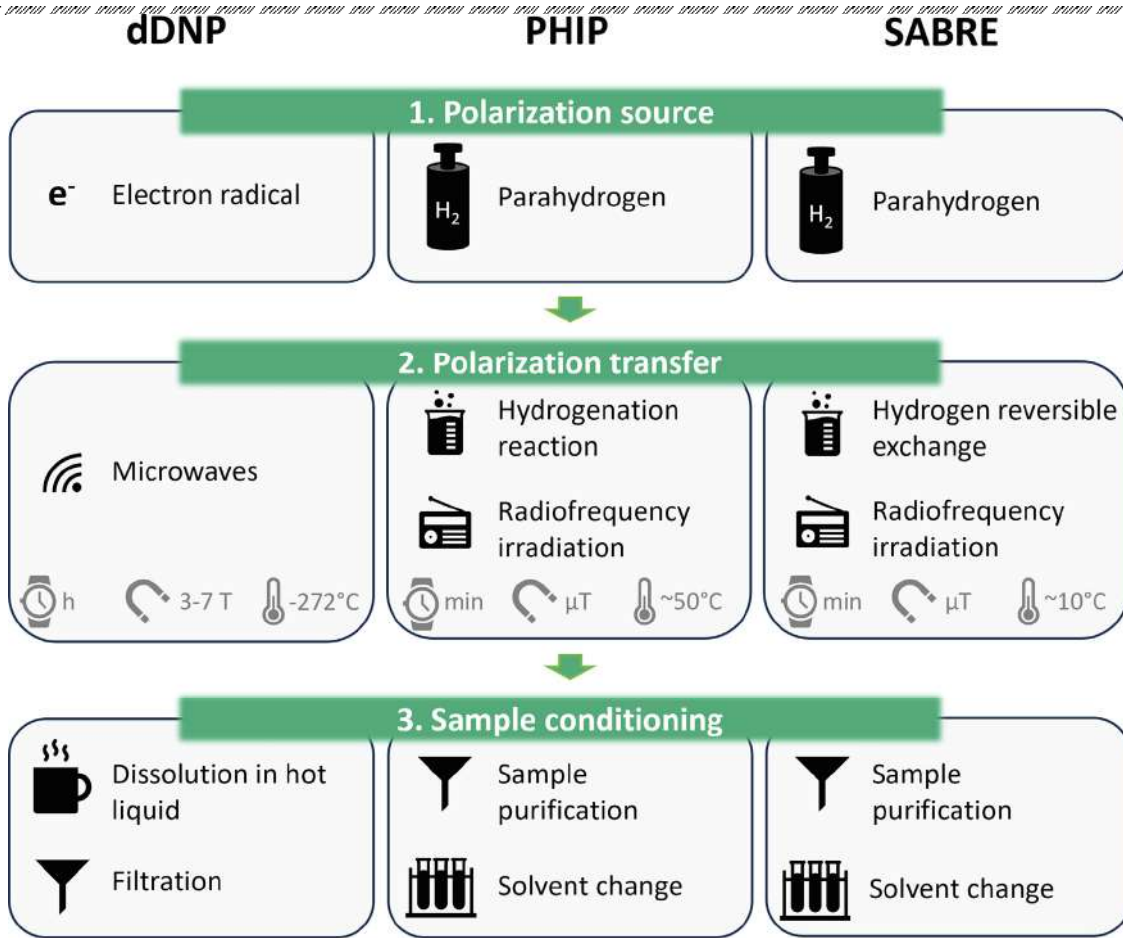 dDNP
PHIP
SABRE
1. Polarization source
e⁻
Electron radical
H₂
Parahydrogen
H₂
Parahydrogen
2. Polarization transfer
Microwaves
h
3-7 T
-272°C
Hydrogenation
reaction
Radiofrequency
irradiation
min
µT
~50°C
Hydrogen reversible
exchange
Radiofrequency
irradiation
min
µT
~10°C
3. Sample conditioning
Dissolution in hot
liquid
Filtration
Sample
purification
Solvent change
Sample
purification
Solvent change